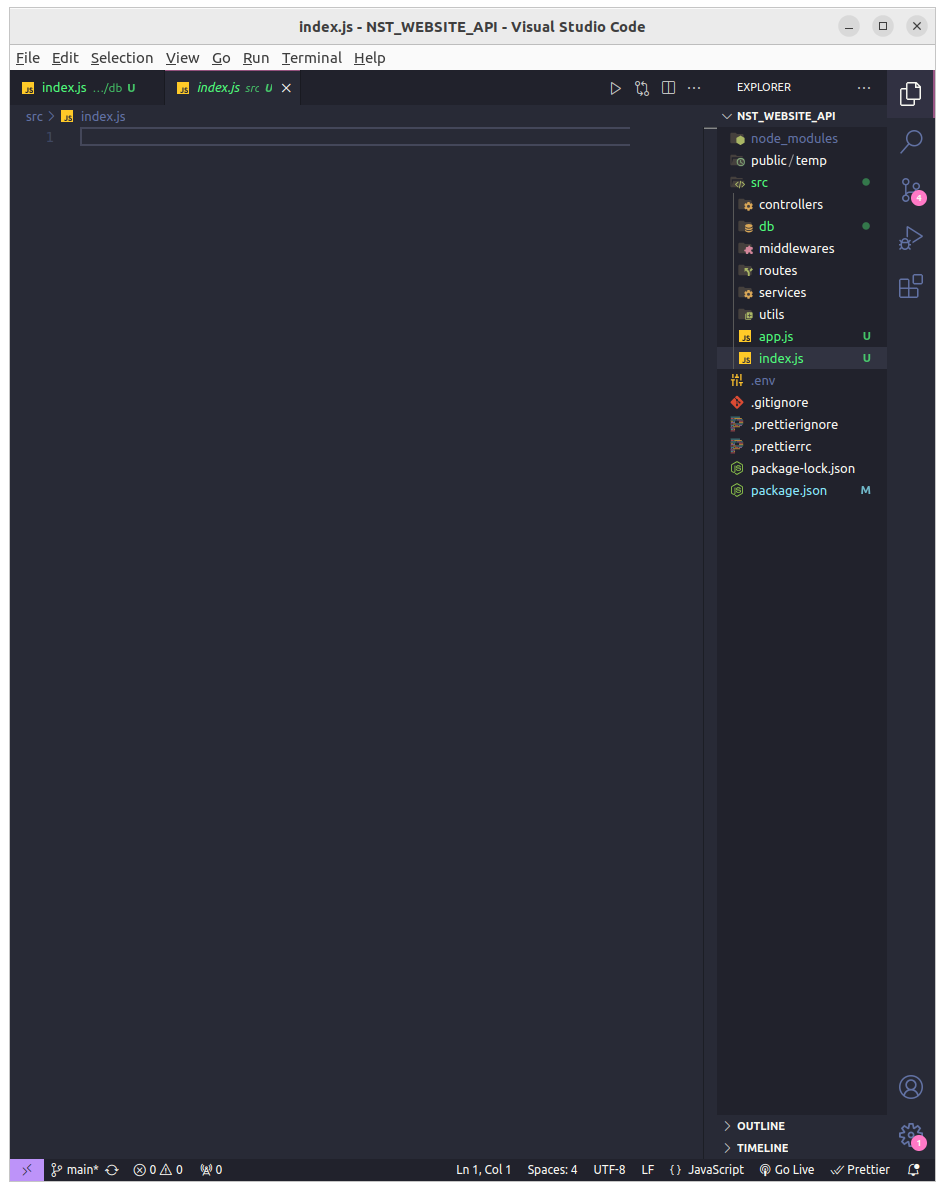 index.js - NST_WEBSITE_API - Visual Studio Code
File Edit Selection View Go Run Terminal Help
index.js .../db U index.js src U
EXPLORER
src > index.js
1
NST_WEBSITE_API
node_modules
public/temp
src
controllers
db
middlewares
routes
services
utils
JS app.js U
JS index.js U
.env
.gitignore
.prettierignore
.prettierrc
package-lock.json
package.json M
4
OUTLINE
TIMELINE
1
main* 0 0 0 Ln 1, Col 1 Spaces: 4 UTF-8 LF {} JavaScript Go Live Prettier